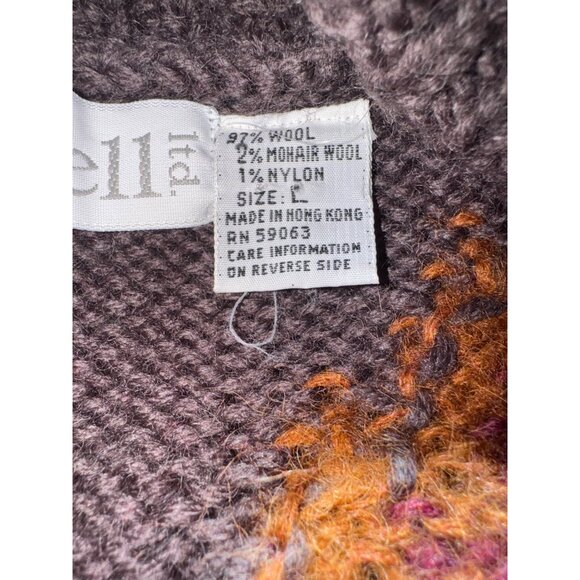 ell
ltd.
97% WOOL
2% MOHAIR WOOL
1% NYLON
SIZE: L
MADE IN HONG KONG
RN 59063
CARE INFORMATION
ON REVERSE SIDE